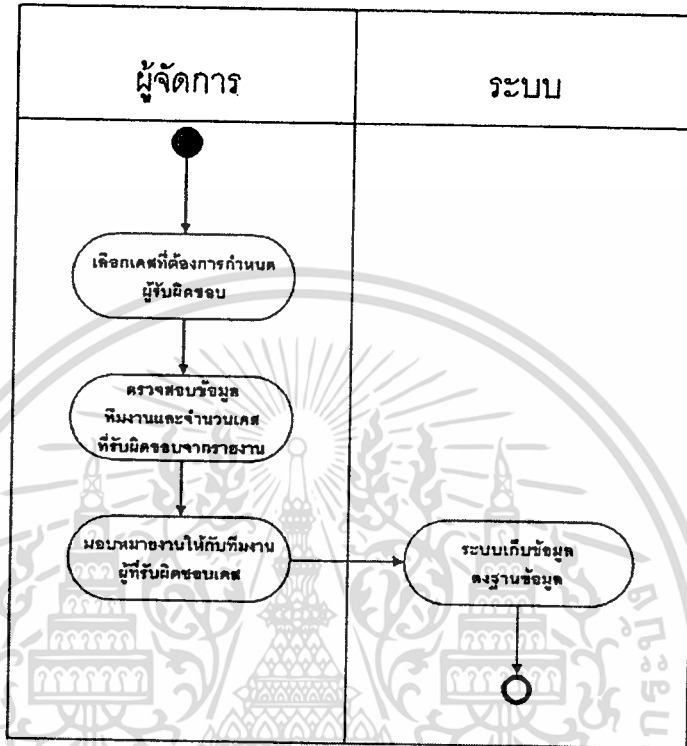 ผู้จัดการ
ระบบ
เลือกเคสที่ต้องการกำหนด
ผู้รับผิดชอบ
ตรวจสอบข้อมูล
ทีมงานและจำนวนเคส
ที่รับผิดชอบจากรายงาน
มอบหมายงานให้กับทีมงาน
ผู้ที่รับผิดชอบเคส
ระบบเก็บข้อมูล
ลงฐานข้อมูล